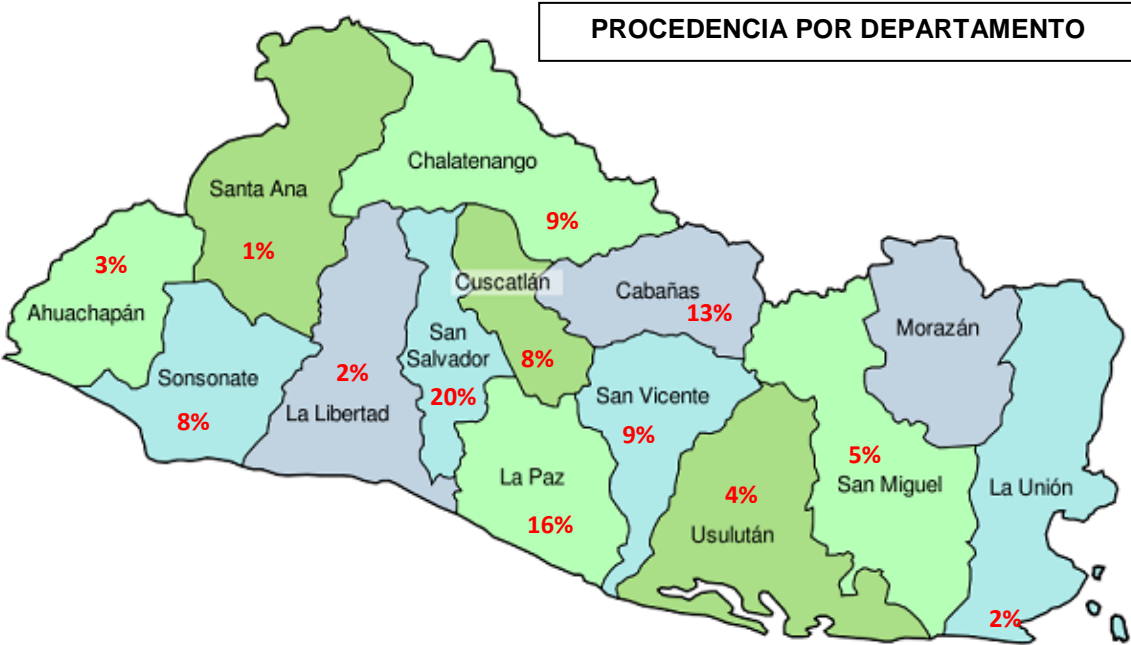 PROCEDENCIA POR DEPARTAMENTO
Chalatenango
9%
Santa Ana
1%
3%
Ahuachapán
Cuscatlán
8%
Cabañas
13%
Morazán
San
Salvador
20%
Sonsonate
8%
2%
La Libertad
San Vicente
9%
La Paz
16%
4%
Usulután
5%
San Miguel
La Unión
2%